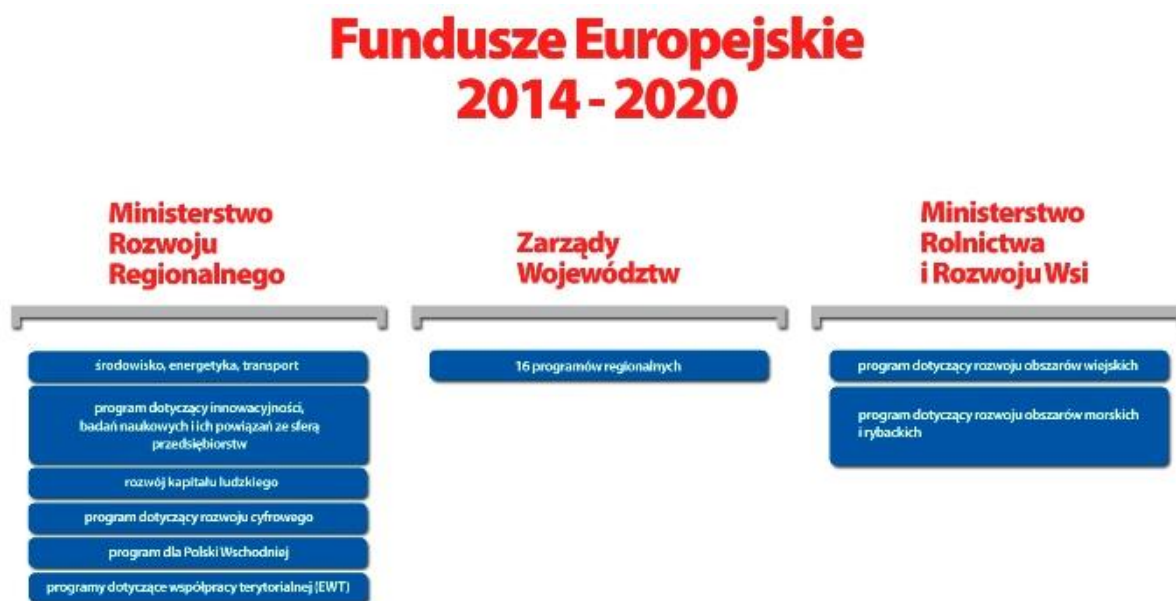 Fundusze Europejskie
2014 - 2020
Ministerstwo
Rozwoju
Regionalnego
środowisko, energetyka, transport
program dotyczący innowacyjności,
badań naukowych i ich powiązań ze sferą
przedsiębiorstw
rozwój kapitału ludzkiego
program dotyczący rozwoju cyfrowego
program dla Polski Wschodniej
programy dotyczące współpracy terytorialnej (EWT)
Zarządy
Województw
16 programów regionalnych
Ministerstwo
Rolnictwa
i Rozwoju Wsi
program dotyczący rozwoju obszarów wiejskich
program dotyczący rozwoju obszarów morskich
i rybackich